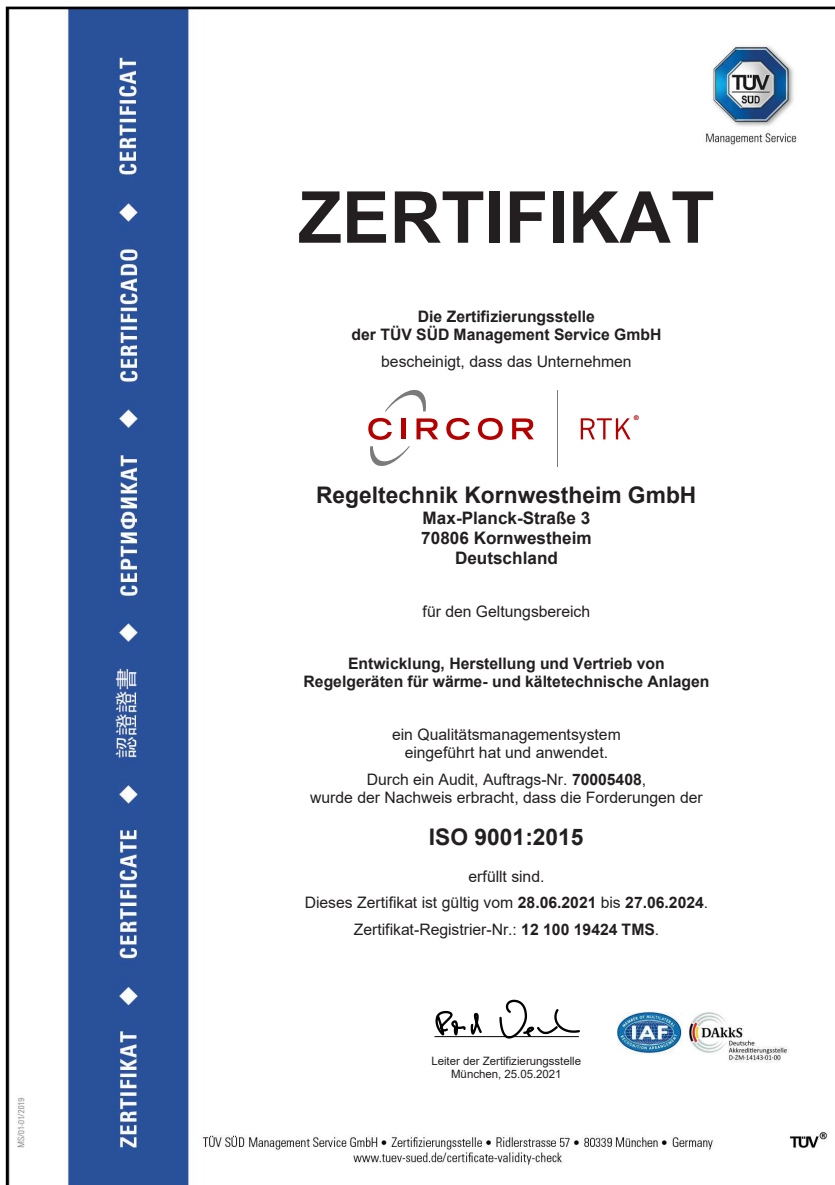 TÜV
SÜD
Management Service
ZERTIFIKAT ◆ CERTIFICATE ◆ 認證證書 ◆ СЕРТИФИКАТ ◆ CERTIFICADO ◆ CERTIFICAT
ZERTIFIKAT
Die Zertifizierungsstelle
der TÜV SÜD Management Service GmbH
bescheinigt, dass das Unternehmen
CIRCOR | RTK®
Regeltechnik Kornwestheim GmbH
Max-Planck-Straße 3
70806 Kornwestheim
Deutschland
für den Geltungsbereich
Entwicklung, Herstellung und Vertrieb von
Regelgeräten für wärme- und kältetechnische Anlagen
ein Qualitätsmanagementsystem
eingeführt hat und anwendet.
Durch ein Audit, Auftrags-Nr. 70005408,
wurde der Nachweis erbracht, dass die Forderungen der
ISO 9001:2015
erfüllt sind.
Dieses Zertifikat ist gültig vom 28.06.2021 bis 27.06.2024.
Zertifikat-Registrier-Nr.: 12 100 19424 TMS.
Leiter der Zertifizierungsstelle
München, 25.05.2021
MEMBER OF MULTILATERAL
IAF
RECOGNITION ARRANGEMENT
DAkkS
Deutsche
Akkreditierungsstelle
D-ZM-14143-01-00
MS/01-01/2019
TÜV SÜD Management Service GmbH • Zertifizierungsstelle • Ridlerstrasse 57 • 80339 München • Germany
www.tuev-sued.de/certificate-validity-check
TÜV®